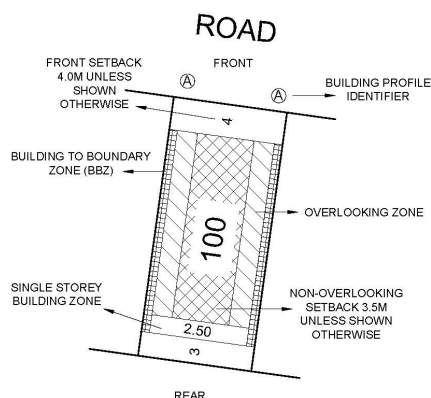 ROAD
FRONT
FRONT SETBACK
4.0M UNLESS
SHOWN
OTHERWISE
A
A
BUILDING PROFILE
IDENTIFIER
4
BUILDING TO BOUNDARY
ZONE (BBZ)
100
OVERLOOKING ZONE
SINGLE STOREY
BUILDING ZONE
NON-OVERLOOKING
SETBACK 3.5M
UNLESS SHOWN
OTHERWISE
2.50
3
REAR